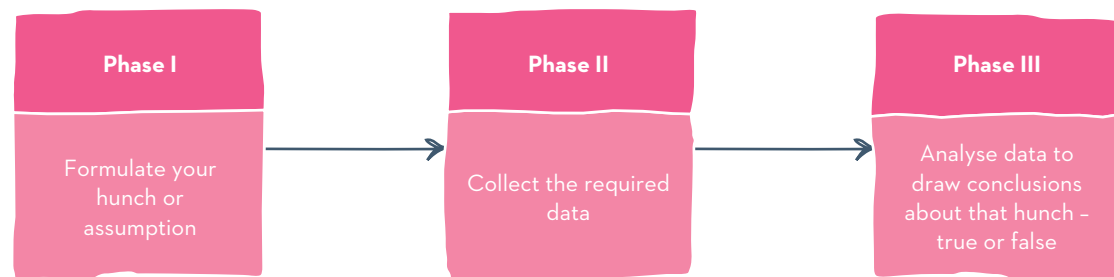 Phase I
Formulate your
hunch or
assumption
Phase II
Collect the required
data
Phase III
Analyse data to
draw conclusions
about that hunch –
true or false